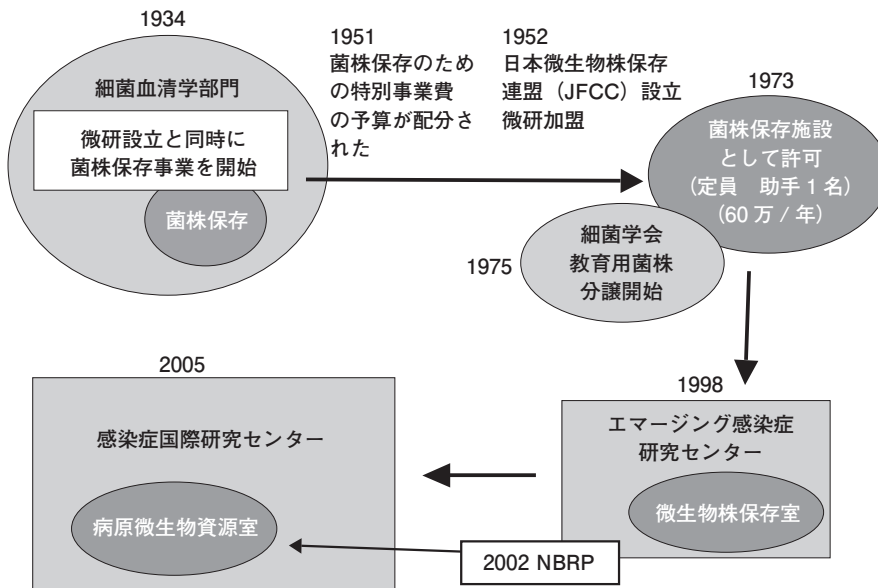 1934
細菌血清学部門
微研設立と同時に
菌株保存事業を開始
菌株保存
1951
菌株保存のため
の特別事業費
の予算が配分さ
れた
1952
日本微生物株保存
連盟（JFCC）設立
微研加盟
1973
菌株保存施設
として許可
(定員　助手 1 名)
(60 万 / 年)
1975
細菌学会
教育用菌株
分譲開始
1998
エマージング感染症
研究センター
微生物株保存室
2005
感染症国際研究センター
病原微生物資源室
2002 NBRP